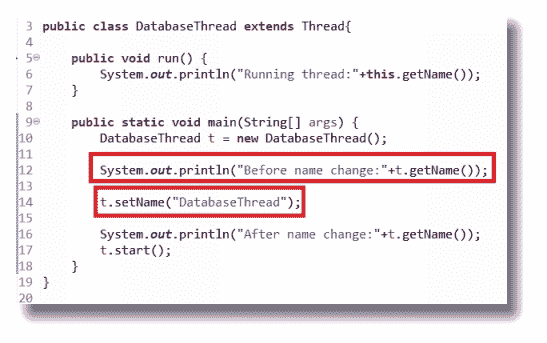 3 public class DatabaseThread extends Thread{
4
5 public void run() {
6 System.out.println("Running thread:"+this.getName());
7 }
8
9 public static void main(String[] args) {
10 DatabaseThread t = new DatabaseThread();
11
12 System.out.println("Before name change:"+t.getName());
13
14 t.setName("DatabaseThread");
15
16 System.out.println("After name change:"+t.getName());
17 t.start();
18 }
19 }
20